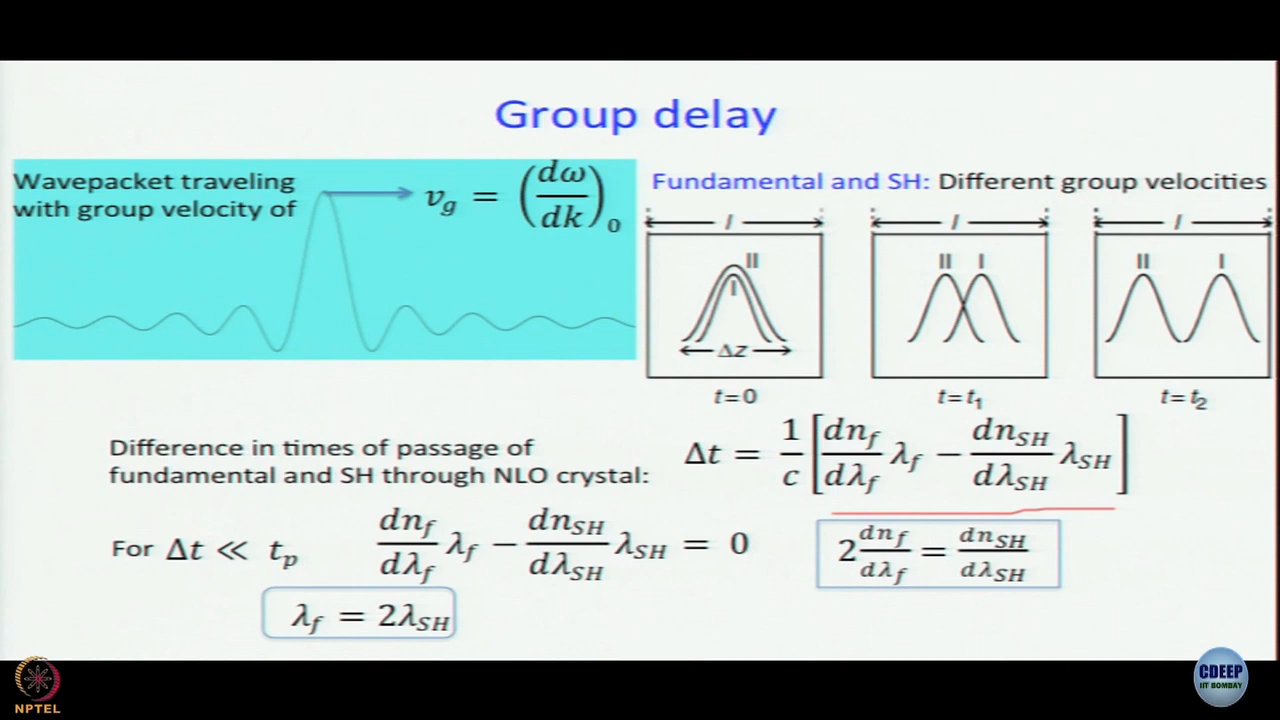 Group delay
Wavepacket traveling
with group velocity of
v_g = (dω/dk)_0
Fundamental and SH: Different group velocities
l l l
II I II I II I
ΔZ
t=0 t=t₁ t=t₂
Difference in times of passage of
fundamental and SH through NLO crystal:
Δt = 1/c [dn_f/dλ_f λ_f − dn_SH/dλ_SH λ_SH]
For Δt ≪ t_p dn_f/dλ_f λ_f − dn_SH/dλ_SH λ_SH = 0
2 dn_f/dλ_f = dn_SH/dλ_SH
λ_f = 2λ_SH
NPTEL
CDEEP
IIT BOMBAY